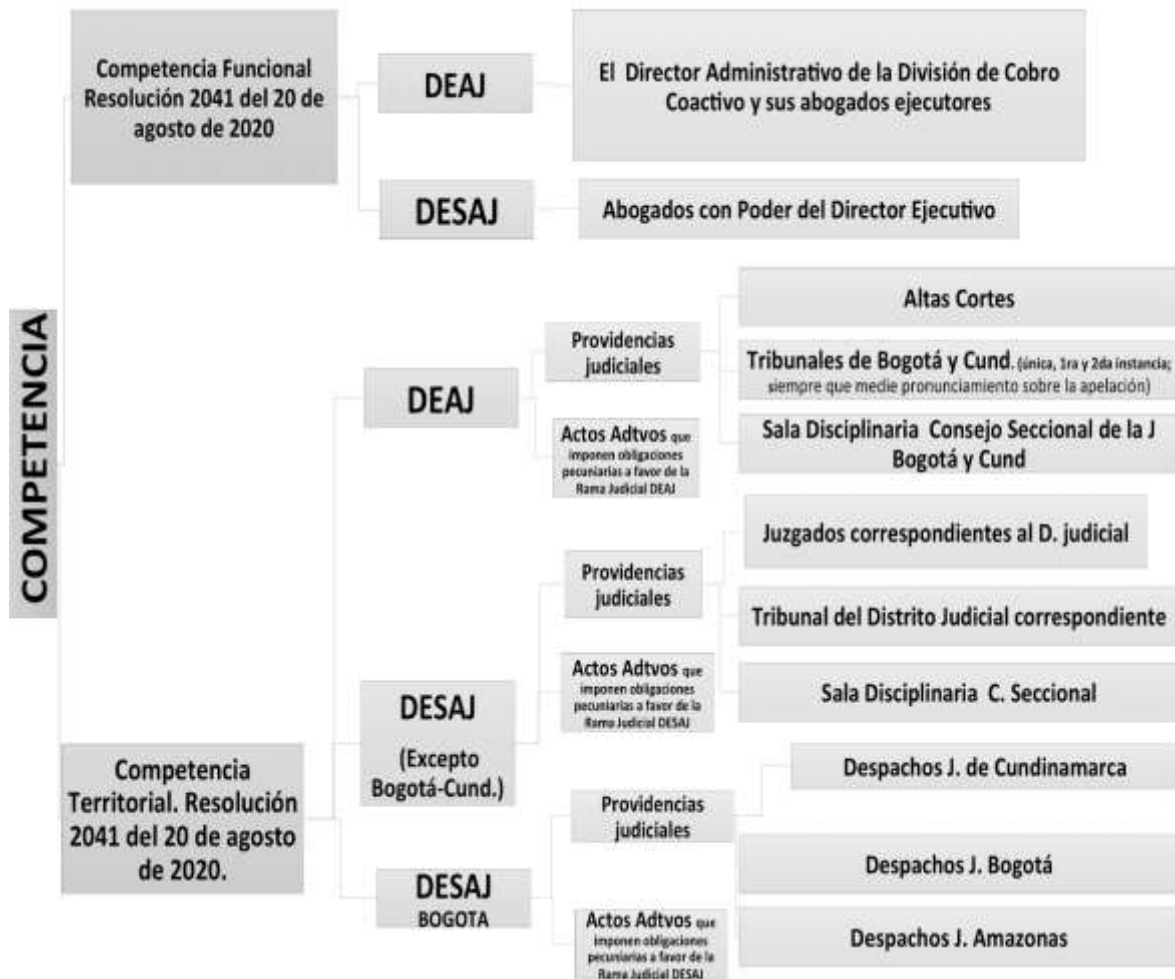 COMPETENCIA
Competencia Funcional
Resolución 2041 del 20 de
agosto de 2020
DEAJ
El Director Administrativo de la División de Cobro
Coactivo y sus abogados ejecutores
DESAJ
Abogados con Poder del Director Ejecutivo
Competencia
Territorial. Resolución
2041 del 20 de agosto
de 2020.
DEAJ
Providencias
judiciales
Altas Cortes
Tribunales de Bogotá y Cund. (única, 1ra y 2da instancia;
siempre que medie pronunciamiento sobre la apelación)
Sala Disciplinaria Consejo Seccional de la J
Bogotá y Cund
Actos Adtvos que
imponen obligaciones
pecuniarias a favor de la
Rama Judicial DEAJ
DESAJ
(Excepto
Bogotá-Cund.)
Providencias
judiciales
Juzgados correspondientes al D. judicial
Tribunal del Distrito Judicial correspondiente
Sala Disciplinaria C. Seccional
Actos Adtvos que
imponen obligaciones
pecuniarias a favor de la
Rama Judicial DESAJ
DESAJ
BOGOTA
Providencias
judiciales
Despachos J. de Cundinamarca
Despachos J. Bogotá
Despachos J. Amazonas
Actos Adtvos que
imponen obligaciones
pecuniarias a favor de la
Rama Judicial DESAJ